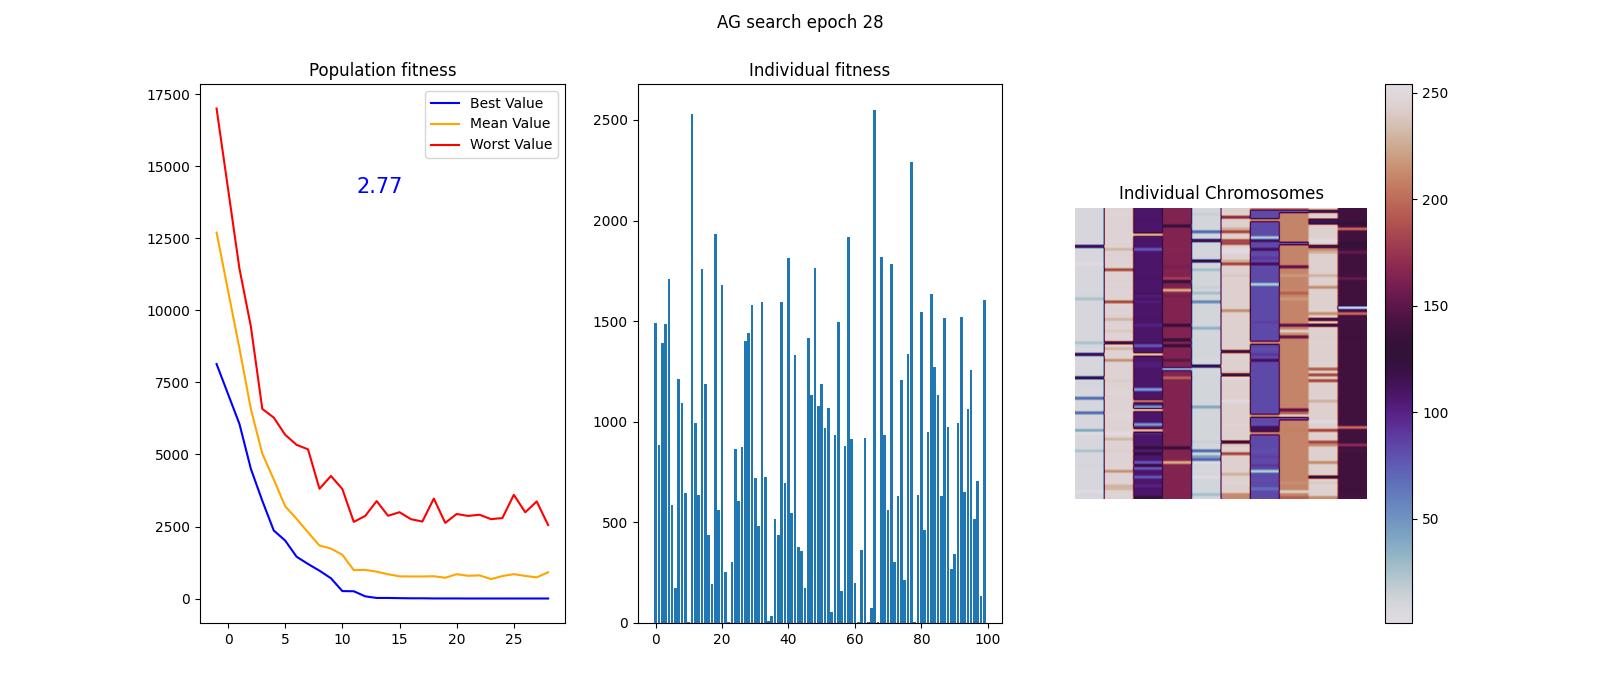 AG search epoch 28
Population fitness
17500
15000
12500
10000
7500
5000
2500
0
0 5 10 15 20 25
Best Value
Mean Value
Worst Value
2.77
Individual fitness
2500
2000
1500
1000
500
0
0 20 40 60 80 100
Individual Chromosomes
250
200
150
100
50